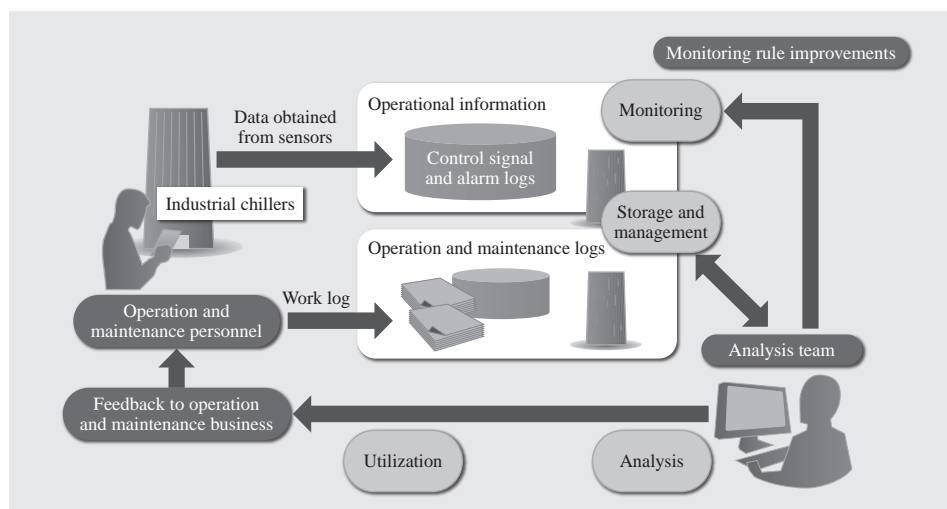 Monitoring rule improvements
Operational information
Monitoring
Data obtained
from sensors
Control signal
and alarm logs
Industrial chillers
Storage and
management
Operation and maintenance logs
Work log
Operation and
maintenance personnel
Analysis team
Feedback to operation
and maintenance business
Utilization
Analysis